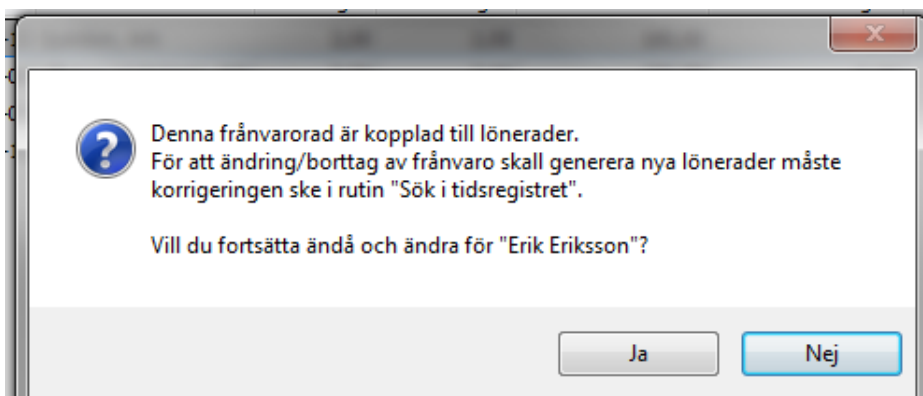 Denna frånvarorad är kopplad till lönerader.
För att ändring/borttag av frånvaro skall generera nya lönerader måste
korrigeringen ske i rutin "Sök i tidsregistret".
Vill du fortsätta ändå och ändra för "Erik Eriksson"?
Ja
Nej